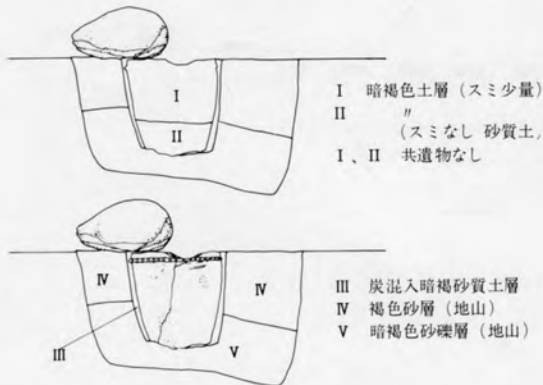 I
II
I 暗褐色土層（スミ少量）
II 〃
（スミなし 砂質土,
I、II 共遺物なし
IV
IV
III
V
III 炭混入暗褐砂質土層
IV 褐色砂層（地山）
V 暗褐色砂礫層（地山）